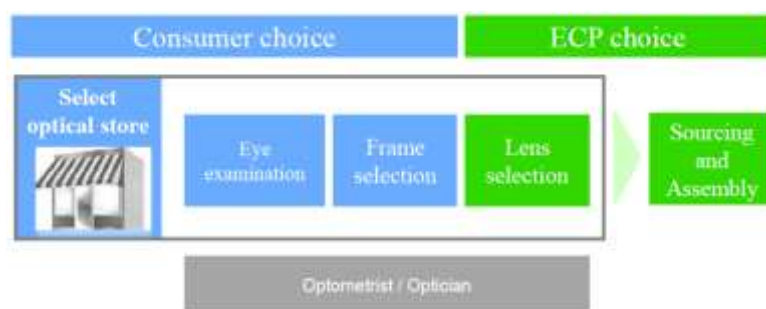 Consumer choice
ECP choice
Select
optical store
Eye
examination
Frame
selection
Lens
selection
Sourcing
and
Assembly
Optometrist / Optician